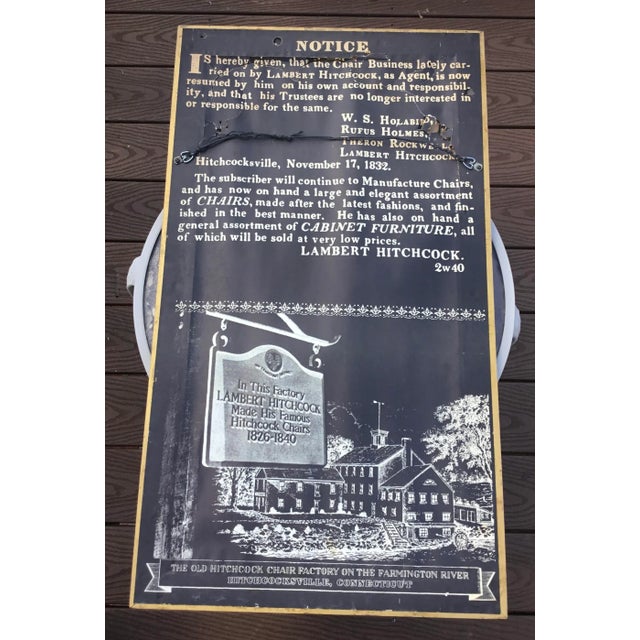 NOTICE
IS hereby given, that the Chair Business lately car-
ried on by LAMBERT HITCHCOCK, as Agent, is now
resumed by him on his own account and responsibil-
ity, and that his Trustees are no longer interested in
or responsible for the same.
W. S. HOLABIRD,
RUFUS HOLMES,
THERON ROCKWELL,
LAMBERT HITCHCOCK.
Hitchcocksville, November 17, 1832.
The subscriber will continue to Manufacture Chairs,
and has now on hand a large and elegant assortment
of CHAIRS, made after the latest fashions, and fin-
ished in the best manner. He has also on hand a
general assortment of CABINET FURNITURE, all
of which will be sold at very low prices.
LAMBERT HITCHCOCK.
2w40
In This Factory
LAMBERT HITCHCOCK
Made His Famous
Hitchcock Chairs
1826-1840
THE OLD HITCHCOCK CHAIR FACTORY ON THE FARMINGTON RIVER
HITCHCOCKSVILLE, CONNECTICUT